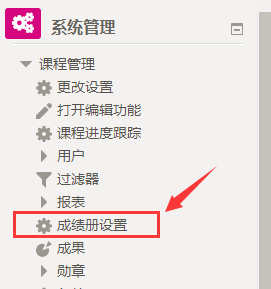 系统管理
课程管理
更改设置
打开编辑功能
课程进度跟踪
用户
过滤器
报表
成绩册设置
成果
勋章